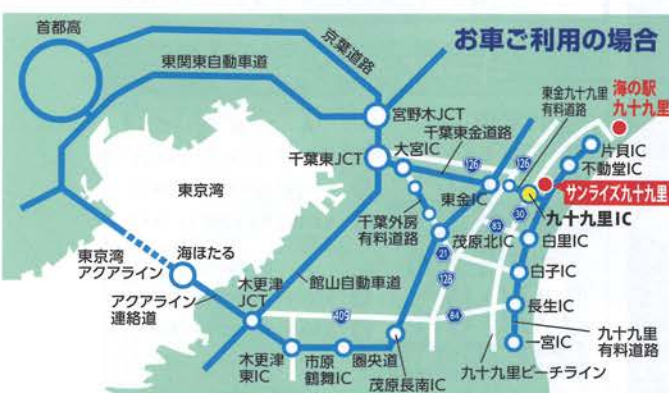 お車ご利用の場合
首都高
京葉道路
東関東自動車道
東金九十九里
有料道路
海の駅
九十九里
宮野木JCT
千葉東金道路
大宮IC
千葉東JCT
126
126
片貝IC
不動堂IC
東京湾
東金IC
サンライズ九十九里
30
九十九里IC
千葉外房
有料道路
83
茂原北IC
白里IC
東京湾
アクアライン
海ほたる
21
128
木更津
JCT
館山自動車道
白子IC
アクアライン
連絡道
409
84
長生IC
木更津
東IC
市原
鶴舞IC
圏央道
茂原長南IC
一宮IC
九十九里
有料道路
九十九里ビーチライン